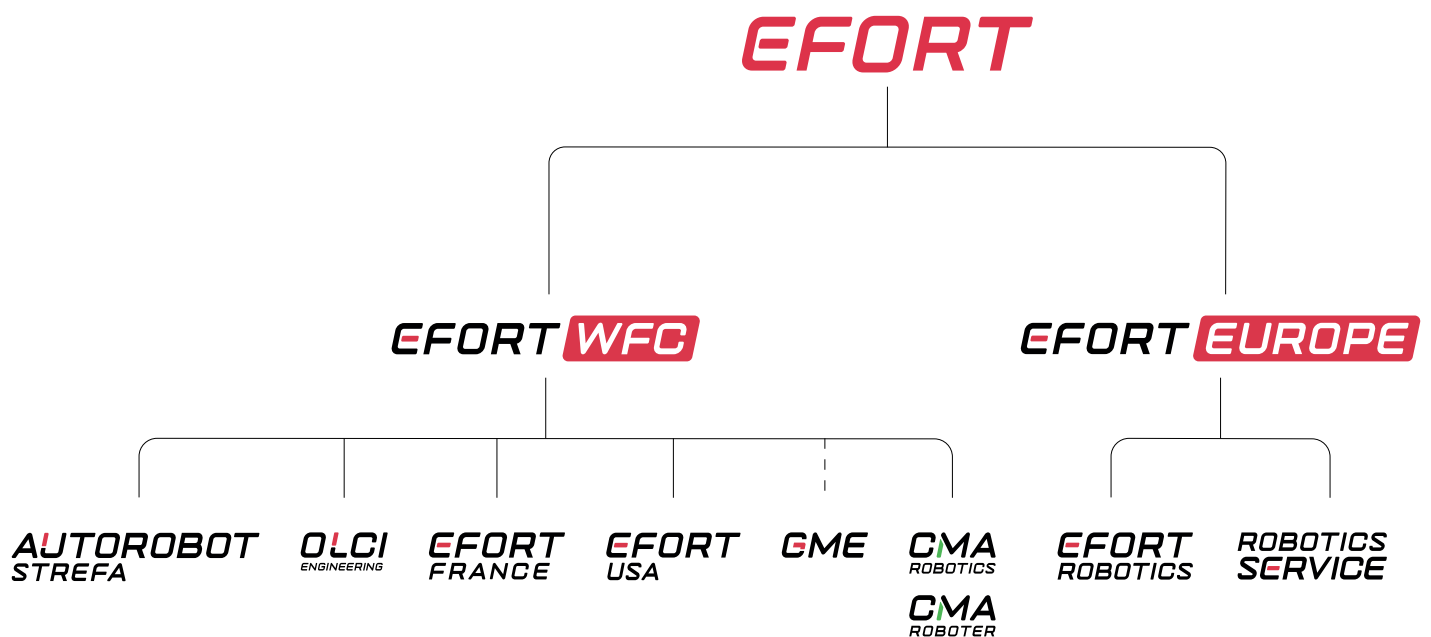 EFORT
EFORT WFC
EFORT EUROPE
AUTOROBOT
STREFA
OLCI
ENGINEERING
EFORT
FRANCE
EFORT
USA
GME
CMA
ROBOTICS
CMA
ROBOTER
EFORT
ROBOTICS
ROBOTICS
SERVICE